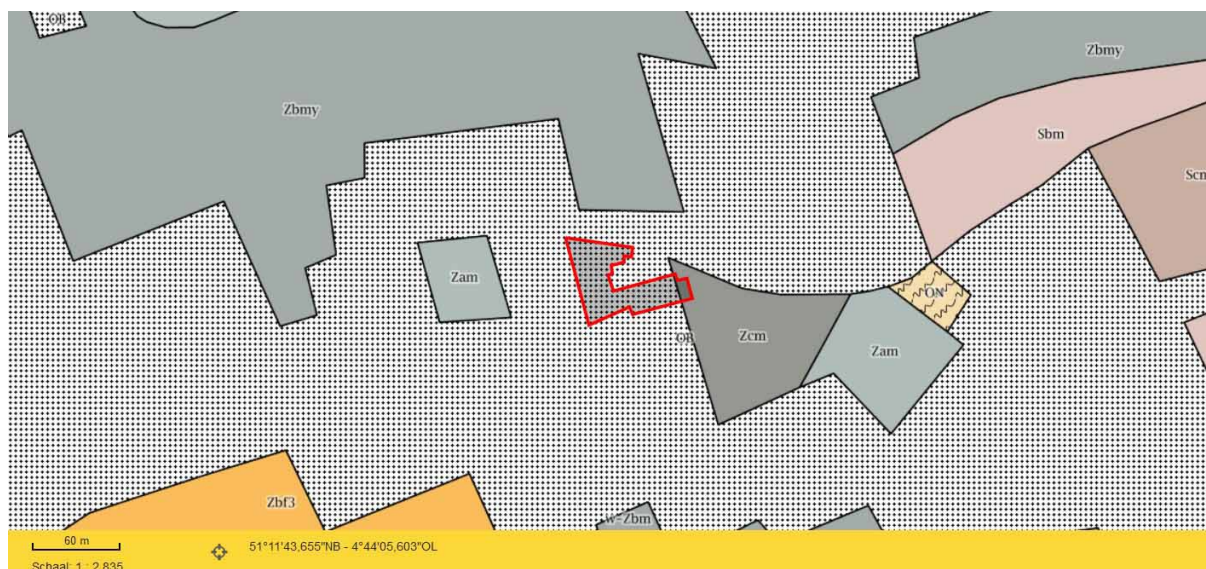 OB
Zbmy
Zbmy
Sbm
Scm
Zam
ON
OB
Zcm
Zam
Zbf3
w-Zbm
60 m
51°11'43,655"NB - 4°44'05,603"OL
Schaal: 1 : 2.835